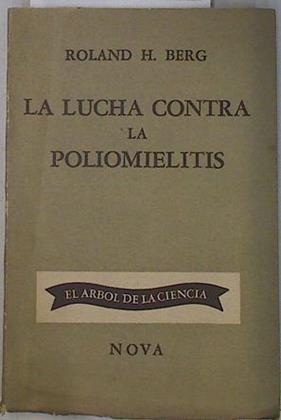 ROLAND H. BERG
LA LUCHA CONTRA
LA
POLIOMIELITIS
EL ARBOL DE LA CIENCIA
NOVA